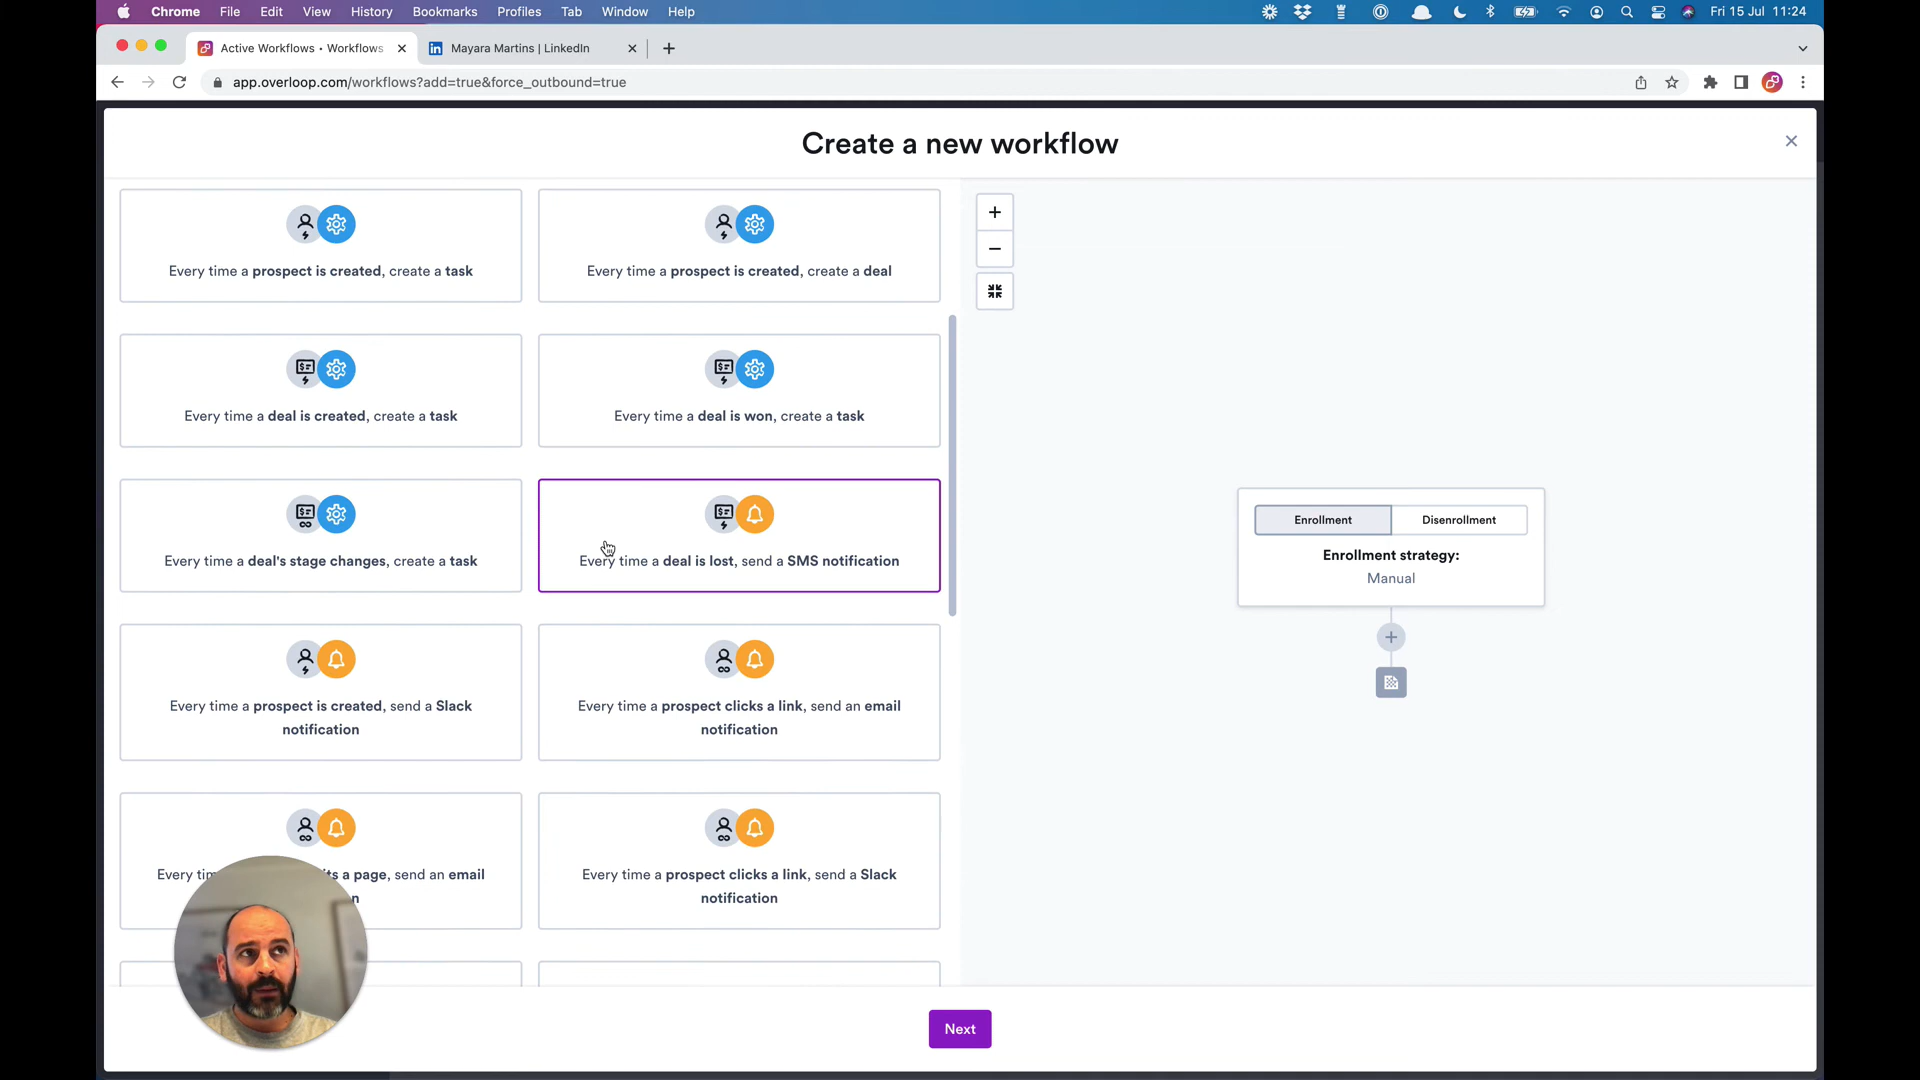 Chrome File Edit View History Bookmarks Profiles Tab Window Help Fri 15 Jul 11:24
Active Workflows • Workflows Mayara Martins | LinkedIn
app.overloop.com/workflows?add=true&force_outbound=true
Create a new workflow
Every time a prospect is created, create a task
Every time a prospect is created, create a deal
Every time a deal is created, create a task
Every time a deal is won, create a task
Every time a deal's stage changes, create a task
Every time a deal is lost, send a SMS notification
Every time a prospect is created, send a Slack
notification
Every time a prospect clicks a link, send an email
notification
Every a page, send an email
Every time a prospect clicks a link, send a Slack
notification
Enrollment Disenrollment
Enrollment strategy:
Manual
Next